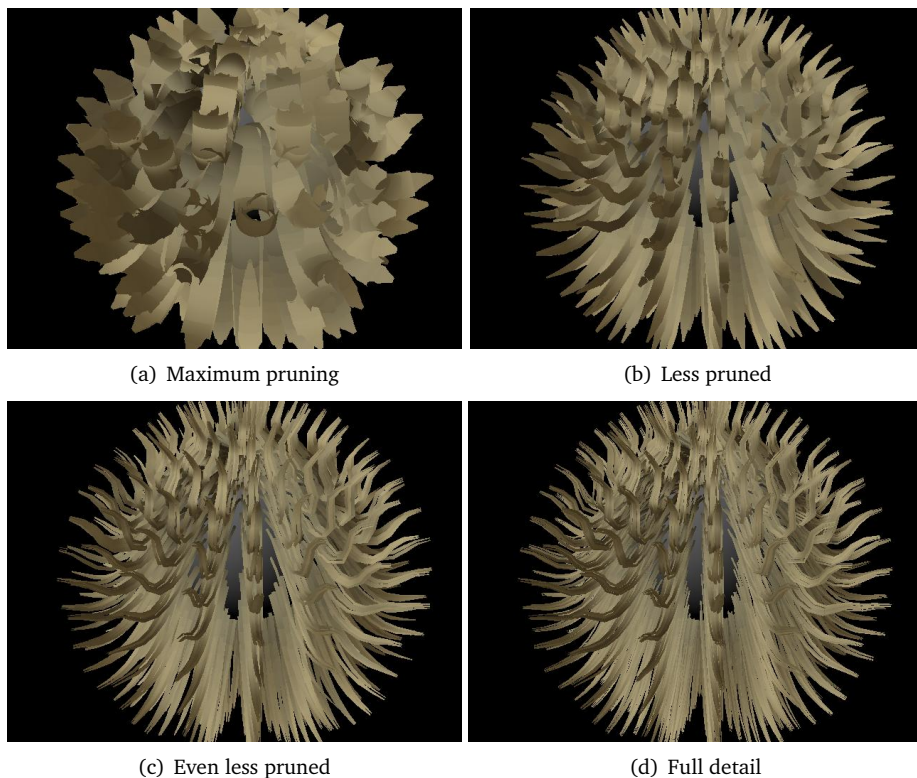 (a) Maximum pruning
(b) Less pruned
(c) Even less pruned
(d) Full detail